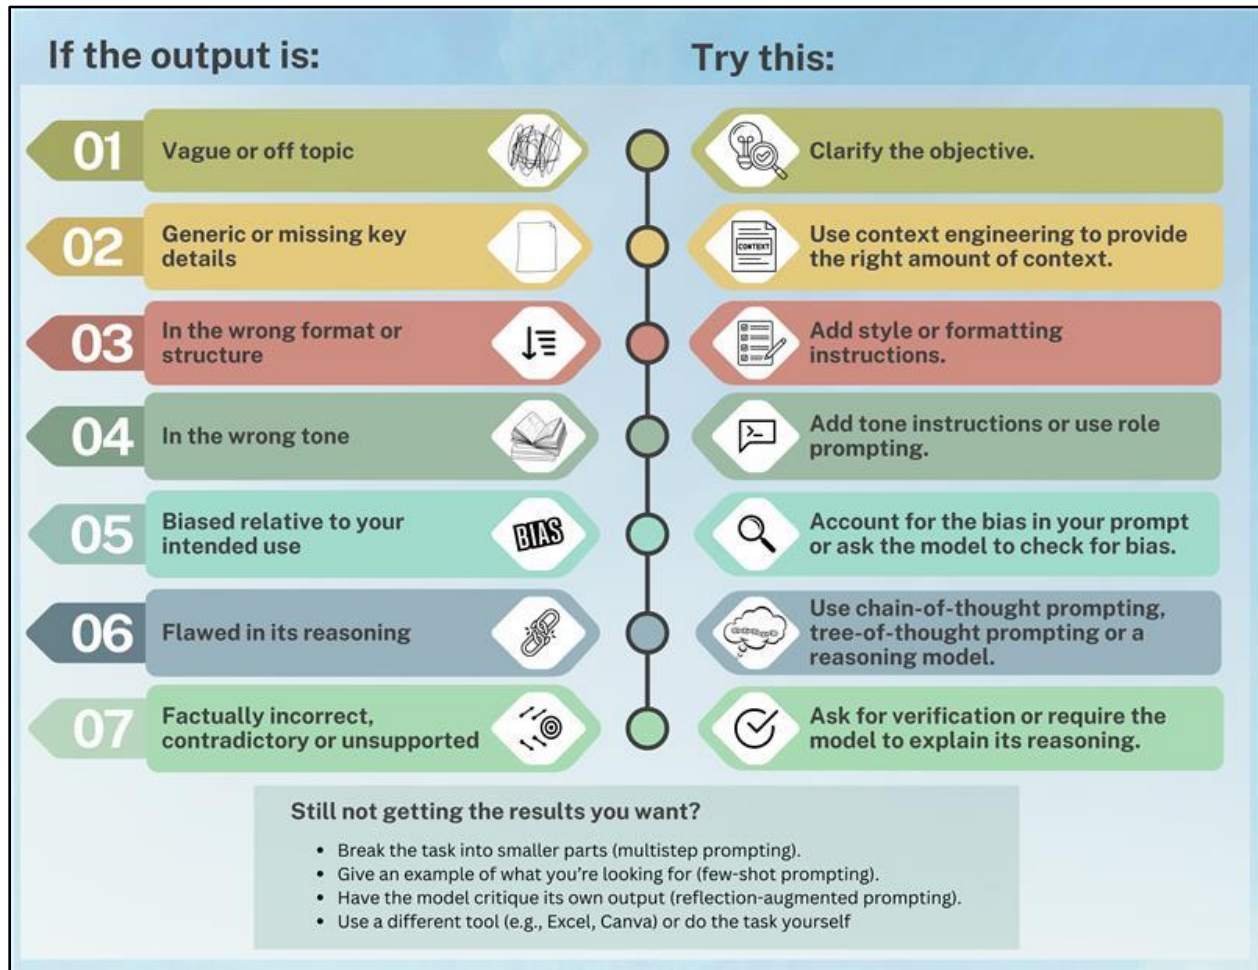 If the output is:
Try this:
01
Vague or off topic
Clarify the objective.
02
Generic or missing key
details
CONTEXT
Use context engineering to provide
the right amount of context.
03
In the wrong format or
structure
Add style or formatting
instructions.
04
In the wrong tone
Add tone instructions or use role
prompting.
05
Biased relative to your
intended use
BIAS
Account for the bias in your prompt
or ask the model to check for bias.
06
Flawed in its reasoning
Use chain-of-thought prompting,
tree-of-thought prompting or a
reasoning model.
07
Factually incorrect,
contradictory or unsupported
Ask for verification or require the
model to explain its reasoning.
Still not getting the results you want?
• Break the task into smaller parts (multistep prompting).
• Give an example of what you're looking for (few-shot prompting).
• Have the model critique its own output (reflection-augmented prompting).
• Use a different tool (e.g., Excel, Canva) or do the task yourself